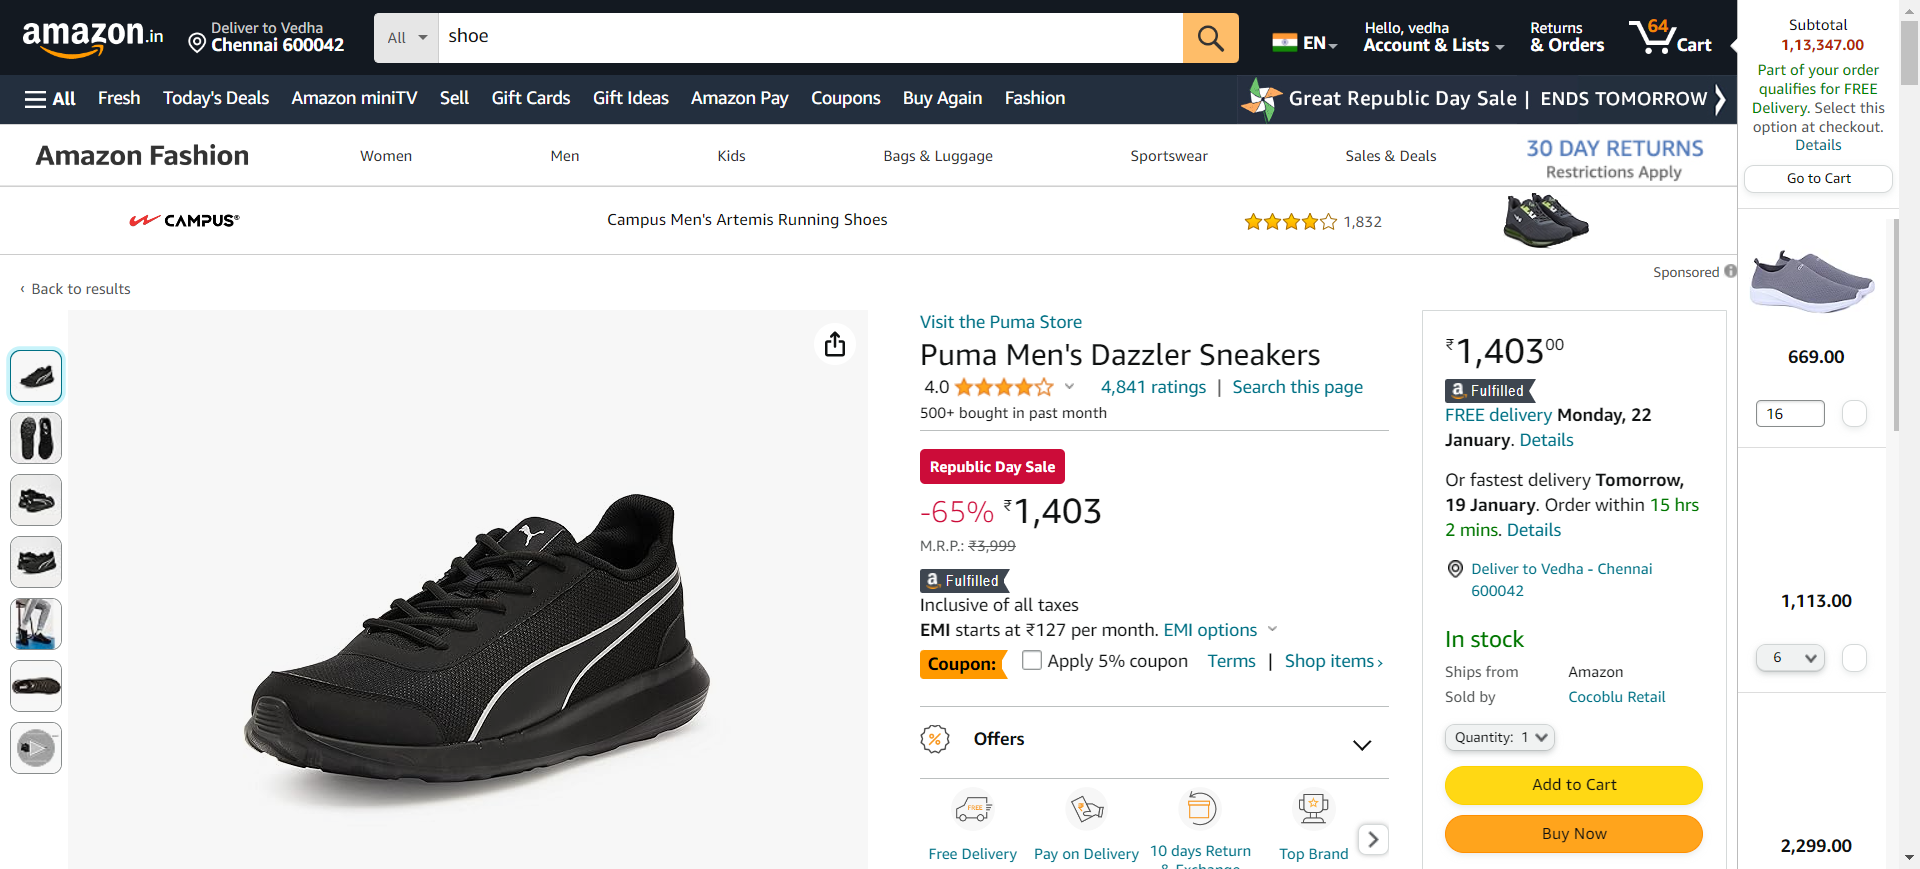 amazon.in
Deliver to Vedha
Chennai 600042
All
shoe
EN
Hello, vedha
Account & Lists
Returns
& Orders
64
Cart
All
Fresh
Today's Deals
Amazon miniTV
Sell
Gift Cards
Gift Ideas
Amazon Pay
Coupons
Buy Again
Fashion
Great Republic Day Sale | ENDS TOMORROW
Amazon Fashion
Women
Men
Kids
Bags & Luggage
Sportswear
Sales & Deals
30 DAY RETURNS
Restrictions Apply
CAMPUS®
Campus Men's Artemis Running Shoes
1,832
Sponsored
‹ Back to results
Visit the Puma Store
Puma Men's Dazzler Sneakers
4.0
4,841 ratings | Search this page
500+ bought in past month
Republic Day Sale
-65% ₹1,403
M.R.P.: ₹3,999
a Fulfilled
Inclusive of all taxes
EMI starts at ₹127 per month. EMI options
Coupon: Apply 5% coupon Terms | Shop items ›
Offers
FREE
Free Delivery
Pay on Delivery
10 days Return
& Exchange
Top Brand
₹1,40300
a Fulfilled
FREE delivery Monday, 22
January. Details
Or fastest delivery Tomorrow,
19 January. Order within 15 hrs
2 mins. Details
Deliver to Vedha - Chennai
600042
In stock
Ships from Amazon
Sold by Cocoblu Retail
Quantity: 1
Add to Cart
Buy Now
Subtotal
1,13,347.00
Part of your order
qualifies for FREE
Delivery. Select this
option at checkout.
Details
Go to Cart
669.00
16
1,113.00
6
2,299.00